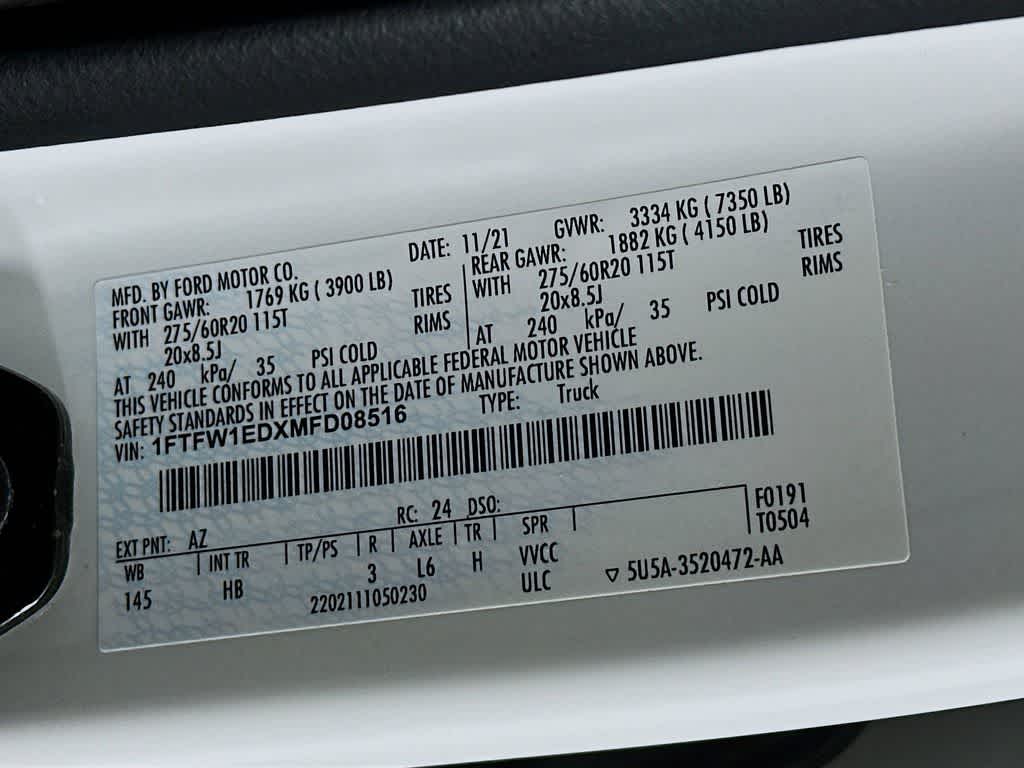 MFD. BY FORD MOTOR CO. DATE: 11/21 GVWR: 3334 KG ( 7350 LB)
FRONT GAWR: 1769 KG ( 3900 LB) REAR GAWR: 1882 KG ( 4150 LB)
WITH 275/60R20 115T TIRES WITH 275/60R20 115T TIRES
20x8.5J RIMS 20x8.5J RIMS
AT 240 kPa/ 35 PSI COLD AT 240 kPa/ 35 PSI COLD
THIS VEHICLE CONFORMS TO ALL APPLICABLE FEDERAL MOTOR VEHICLE
SAFETY STANDARDS IN EFFECT ON THE DATE OF MANUFACTURE SHOWN ABOVE.
VIN: 1FTFW1EDXMFD08516 TYPE: Truck
EXT PNT: AZ RC: 24 DSO: F0191
WB INT TR TP/PS R AXLE TR SPR T0504
145 HB 3 L6 H VVCC
2202111050230 ULC ▽ 5U5A-3520472-AA